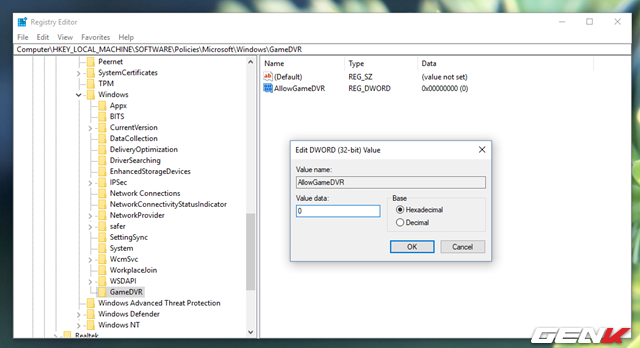 Registry Editor
File Edit View Favorites Help
Computer\HKEY_LOCAL_MACHINE\SOFTWARE\Policies\Microsoft\Windows\GameDVR
Peernet
SystemCertificates
TPM
Windows
Appx
BITS
CurrentVersion
DataCollection
DeliveryOptimization
DriverSearching
EnhancedStorageDevices
IPSec
Network Connections
NetworkConnectivityStatusIndicator
NetworkProvider
safer
SettingSync
System
WcmSvc
WorkplaceJoin
WSDAPI
GameDVR
Windows Advanced Threat Protection
Windows Defender
Windows NT
Realtek
Name Type Data
(Default) REG_SZ (value not set)
AllowGameDVR REG_DWORD 0x00000000 (0)
Edit DWORD (32-bit) Value
Value name:
AllowGameDVR
Value data:
0
Base
Hexadecimal
Decimal
OK Cancel
GENK